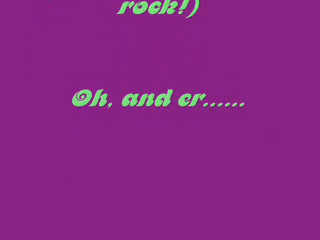 rock!)
Oh, and er......